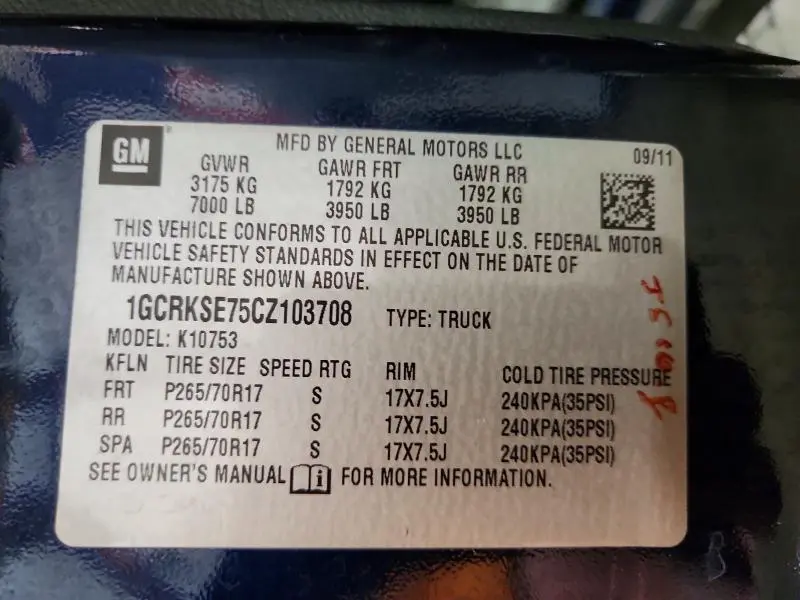 GM
MFD BY GENERAL MOTORS LLC 09/11
GVWR GAWR FRT GAWR RR
3175 KG 1792 KG 1792 KG
7000 LB 3950 LB 3950 LB
THIS VEHICLE CONFORMS TO ALL APPLICABLE U.S. FEDERAL MOTOR
VEHICLE SAFETY STANDARDS IN EFFECT ON THE DATE OF
MANUFACTURE SHOWN ABOVE.
1GCRKSE75CZ103708 TYPE: TRUCK
MODEL: K10753
KFLN TIRE SIZE SPEED RTG RIM COLD TIRE PRESSURE
FRT P265/70R17 S 17X7.5J 240KPA(35PSI)
RR P265/70R17 S 17X7.5J 240KPA(35PSI)
SPA P265/70R17 S 17X7.5J 240KPA(35PSI)
SEE OWNER'S MANUAL i FOR MORE INFORMATION.